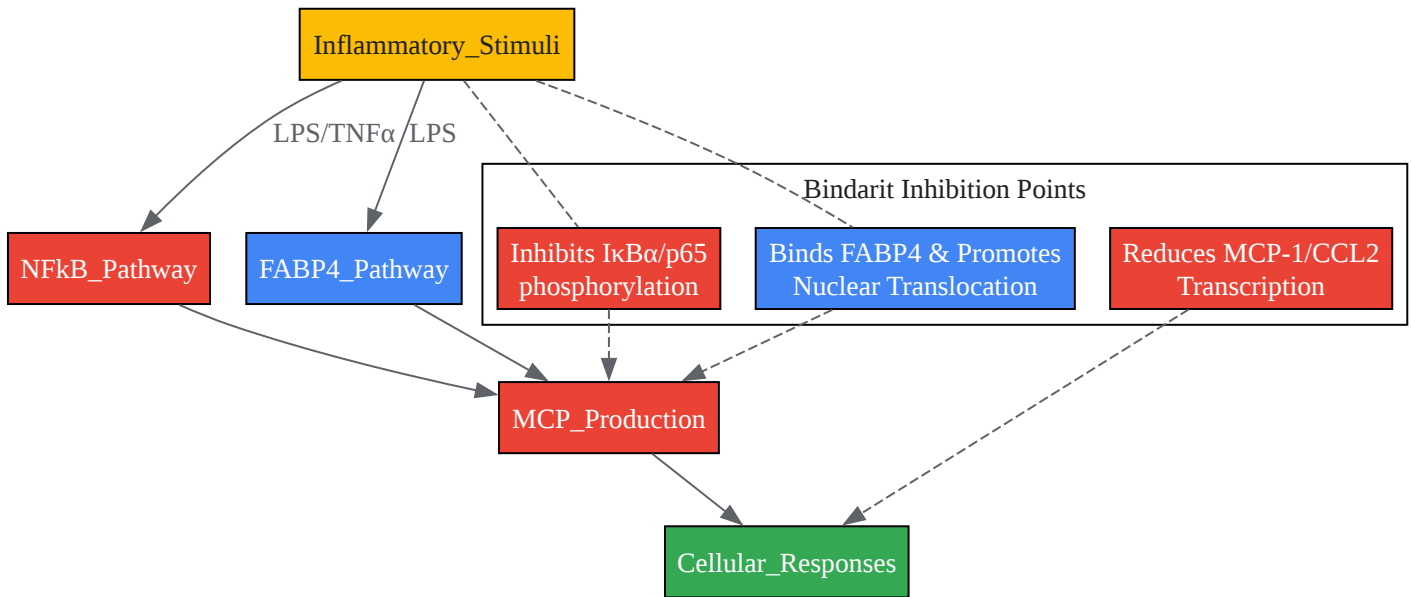 Inflammatory_Stimuli
LPS/TNFα
LPS
Bindarit Inhibition Points
NFkB_Pathway
FABP4_Pathway
Inhibits IκBα/p65
phosphorylation
Binds FABP4 & Promotes
Nuclear Translocation
Reduces MCP-1/CCL2
Transcription
MCP_Production
Cellular_Responses